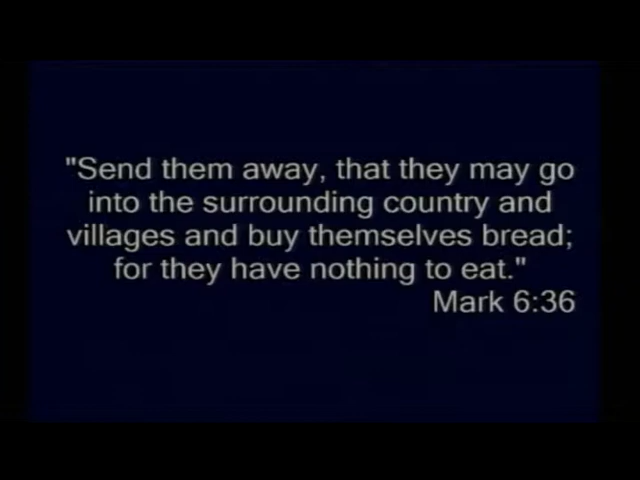 "Send them away, that they may go
into the surrounding country and
villages and buy themselves bread;
for they have nothing to eat."
Mark 6:36